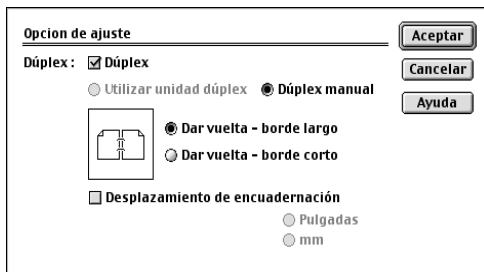 Opcion de ajuste
Aceptar
Dúplex : Dúplex
Cancelar
Utilizar unidad dúplex Dúplex manual
Ayuda
Dar vuelta - borde largo
Dar vuelta - borde corto
Desplazamiento de encuadernación
Pulgadas
mm